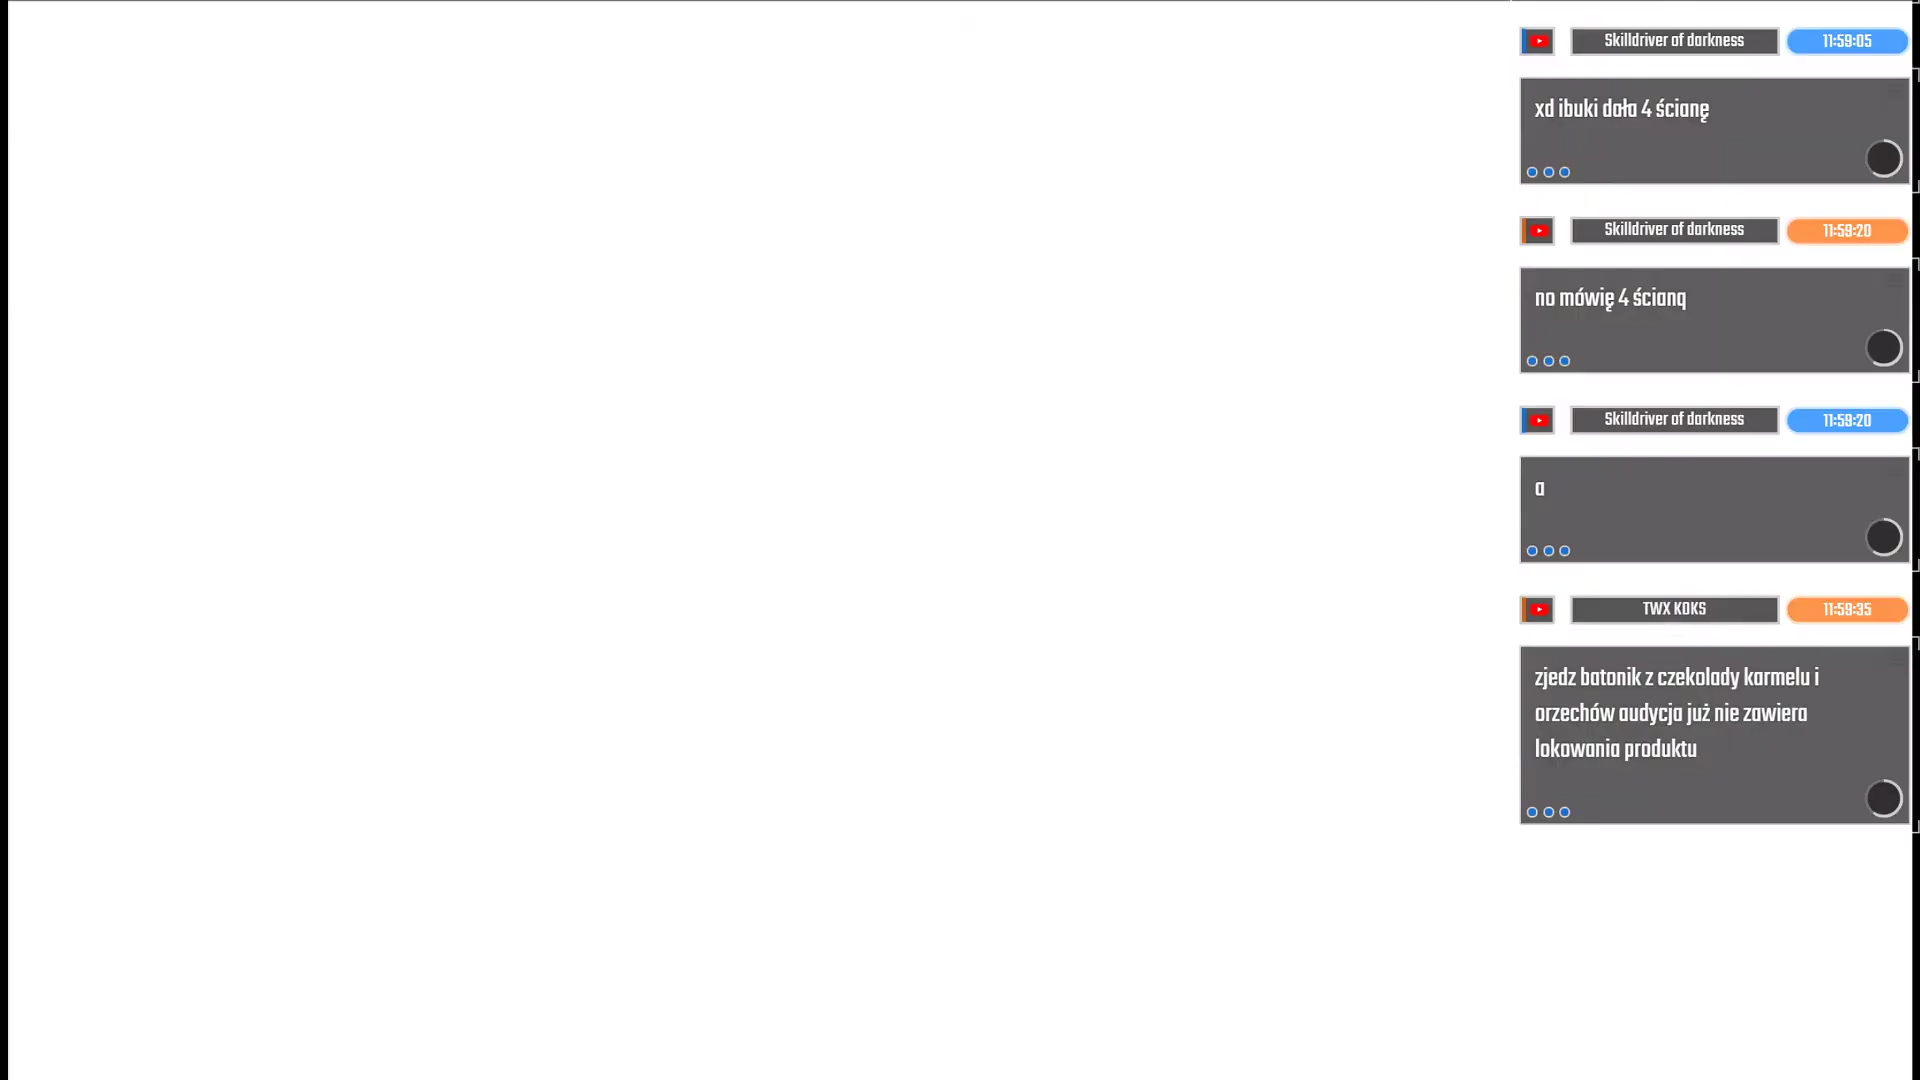 Skilldriver of darkness 11:59:05
xd ibuki dała 4 ścianę
Skilldriver of darkness 11:59:20
no mówię 4 ścianq
Skilldriver of darkness 11:59:20
a
TWX KOKS 11:59:35
zjedz batonik z czekolady karmelu i
orzechów audycja już nie zawiera
lokowania produktu